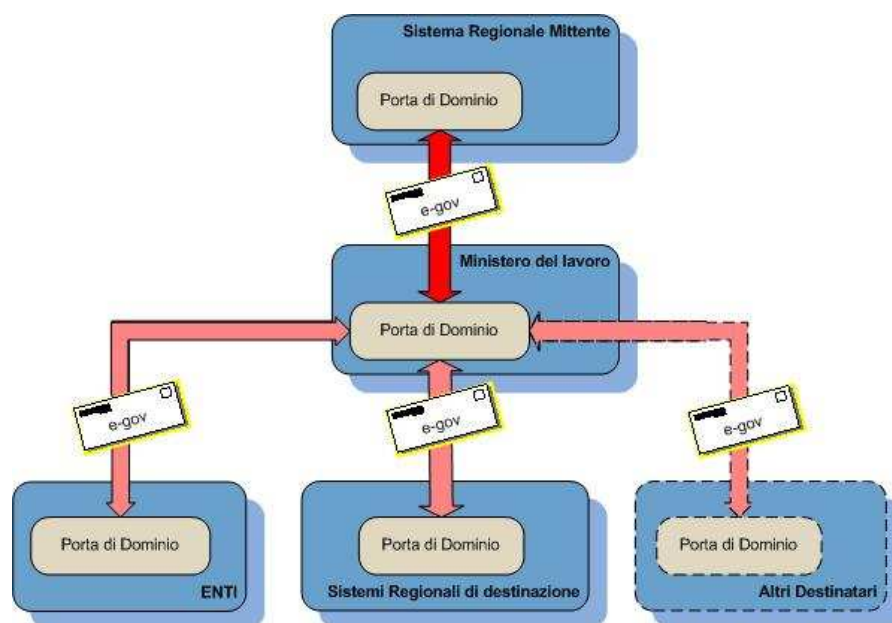 Sistema Regionale Mittente
Porta di Dominio
e-gov
Ministero del lavoro
Porta di Dominio
e-gov
e-gov
e-gov
Porta di Dominio
ENTI
Porta di Dominio
Sistemi Regionali di destinazione
Porta di Dominio
Altri Destinatari